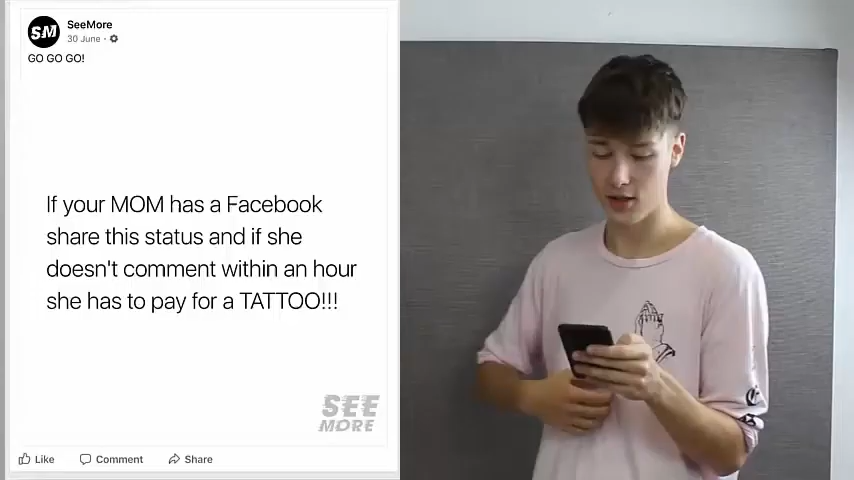 SM
SeeMore
30 June ·
GO GO GO!
If your MOM has a Facebook
share this status and if she
doesn't comment within an hour
she has to pay for a TATTOO!!!
SEE
MORE
Like Comment Share